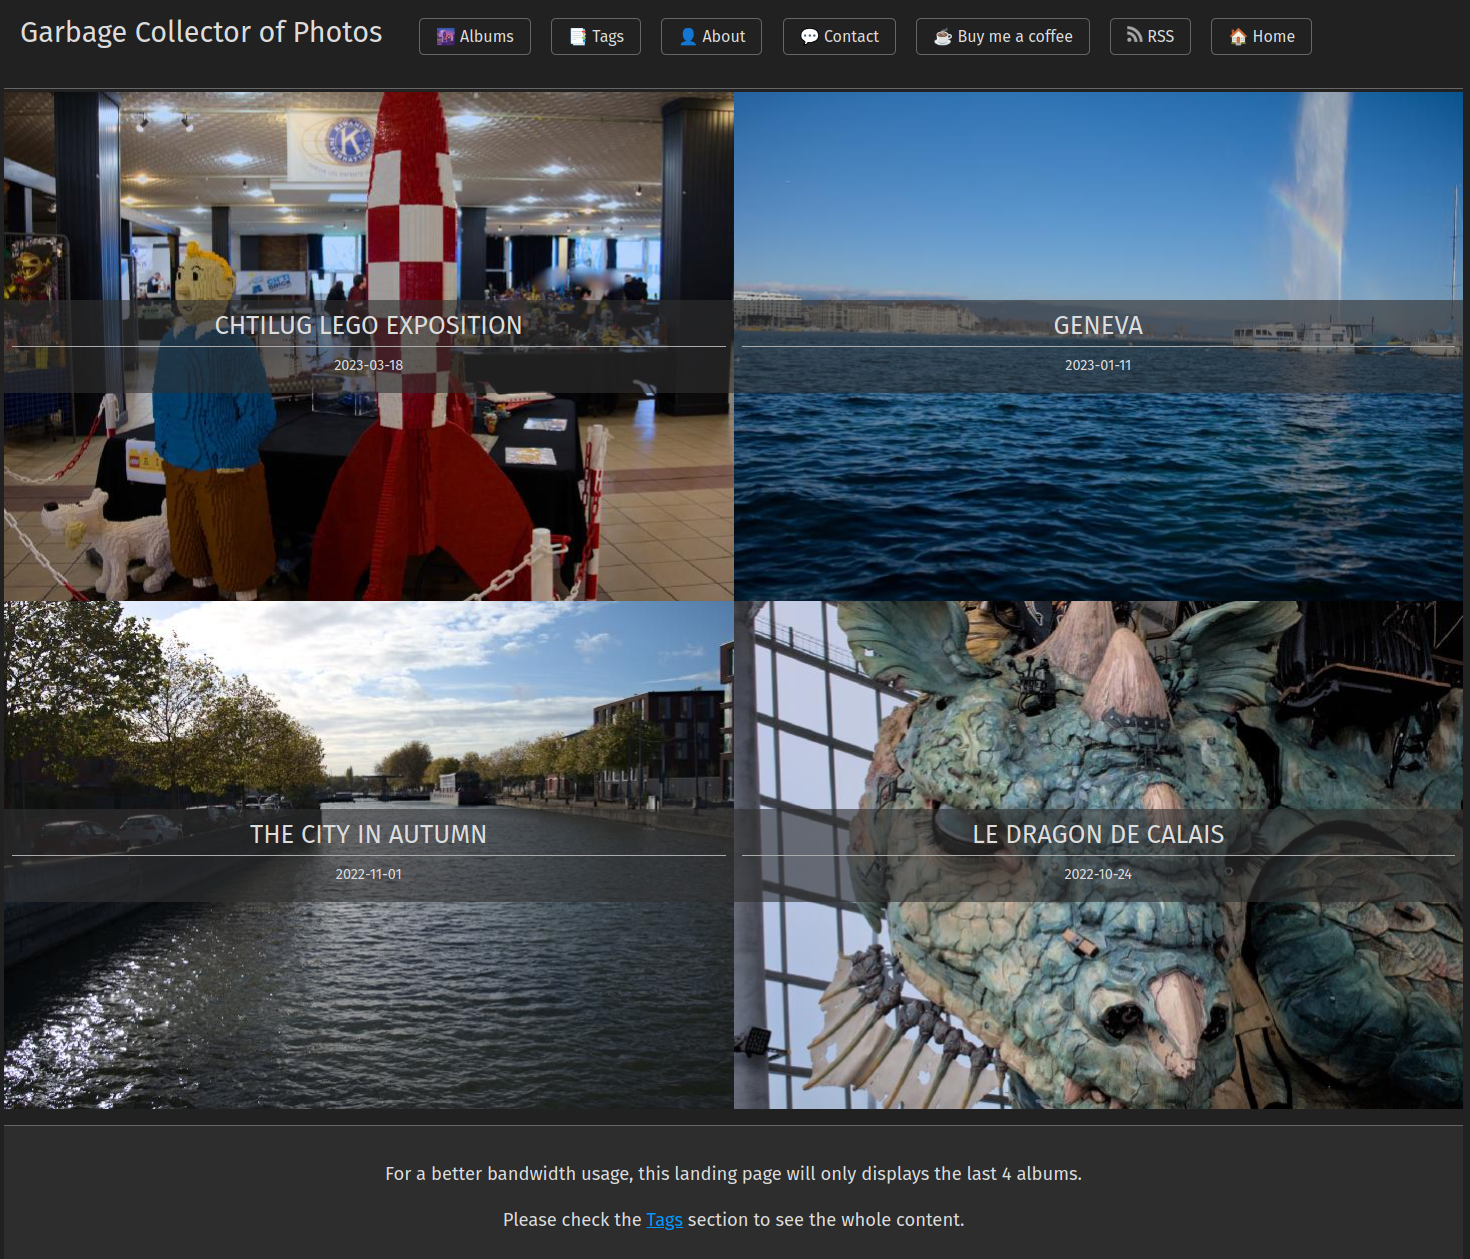 Garbage Collector of Photos
Albums
Tags
About
Contact
Buy me a coffee
RSS
Home
K
CHTILUG LEGO EXPOSITION
2023-03-18
GENEVA
2023-01-11
THE CITY IN AUTUMN
2022-11-01
LE DRAGON DE CALAIS
2022-10-24
For a better bandwidth usage, this landing page will only displays the last 4 albums.
Please check the Tags section to see the whole content.